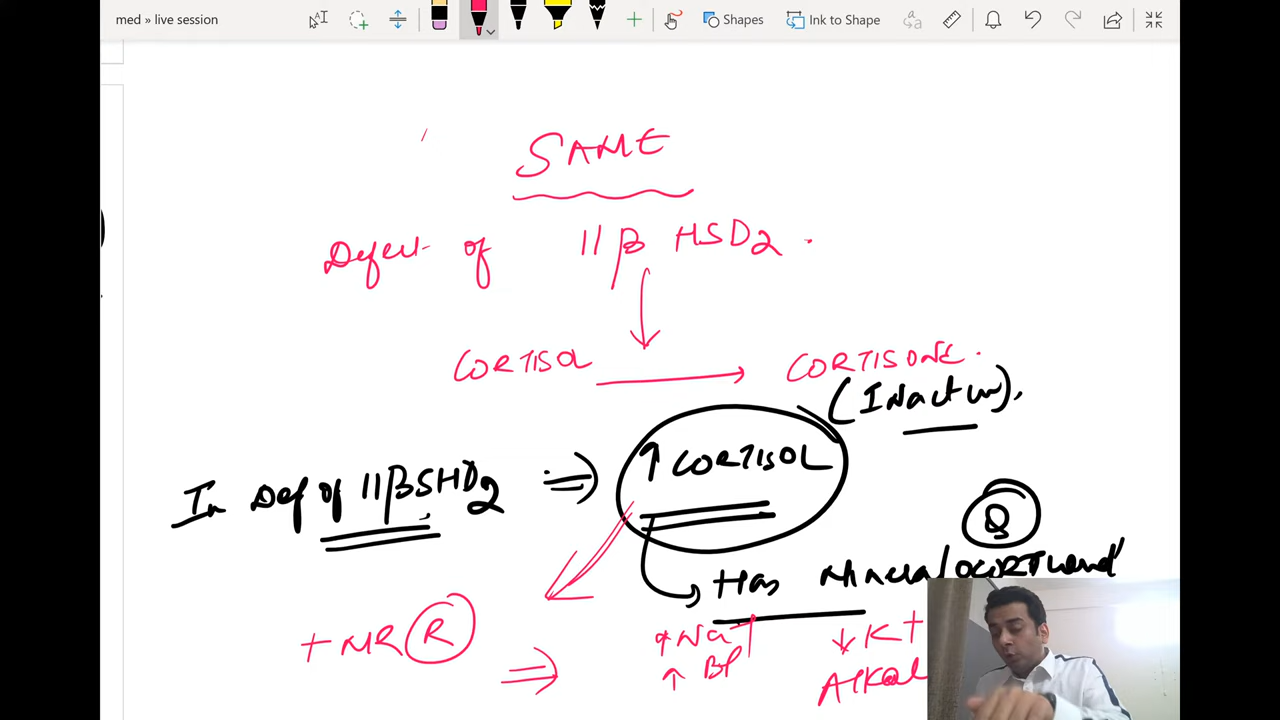 med » live session
Shapes
Ink to Shape
SAME
Defect of 11β HSD2.
CORTISOL → CORTISONE.
(Inactive),
In Def of 11βSHD2 ⇒ ↑ CORTISOL
Q
Has Mineralocorticoid
+ MR R ⇒ ↑Na+ ↓K+
↑ BP Alkal